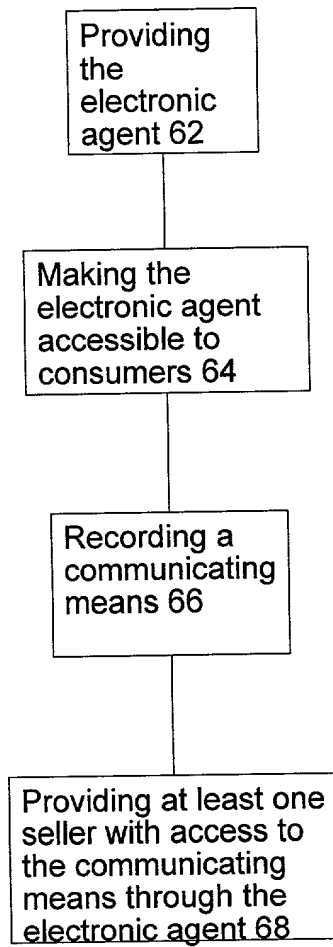 Providing
the
electronic
agent 62
Making the
electronic agent
accessible to
consumers 64
Recording a
communicating
means 66
Providing at least one
seller with access to
the communicating
means through the
electronic agent 68